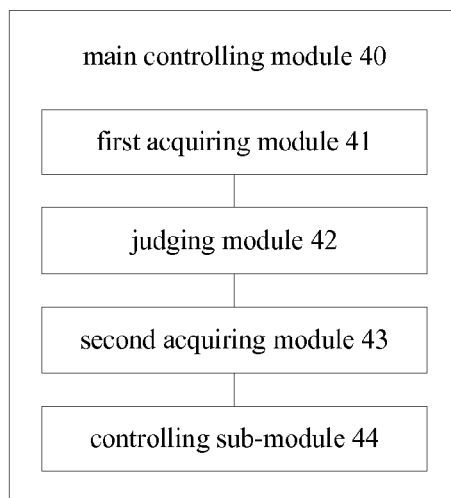 main controlling module 40
first acquiring module 41
judging module 42
second acquiring module 43
controlling sub-module 44